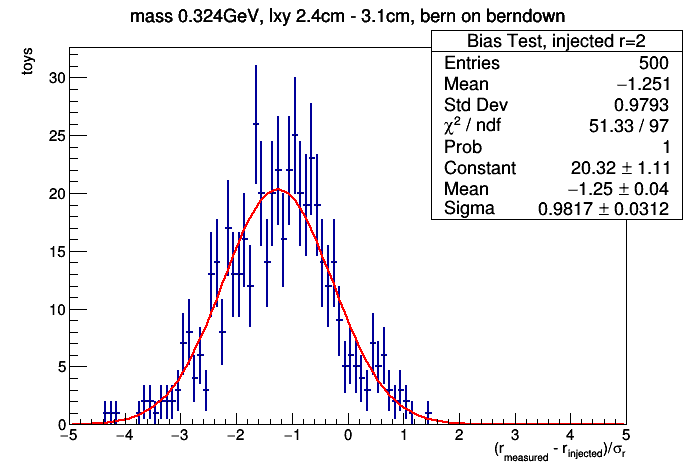 mass 0.324GeV, lxy 2.4cm - 3.1cm, bern on berndown
toys
Bias Test, injected r=2
Entries 500
Mean −1.251
Std Dev 0.9793
χ² / ndf 51.33 / 97
Prob 1
Constant 20.32 ± 1.11
Mean −1.25 ± 0.04
Sigma 0.9817 ± 0.0312
30
25
20
15
10
5
0
−5 −4 −3 −2 −1 0 1 2 3 4 5
(r_measured - r_injected)/σ_r